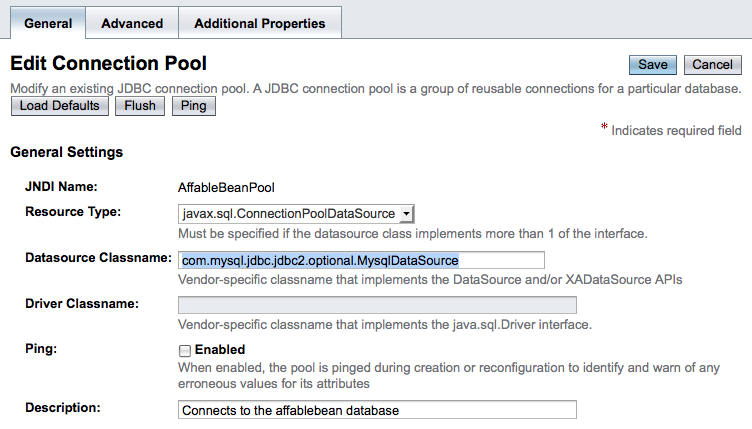 General Advanced Additional Properties
Edit Connection Pool Save Cancel
Modify an existing JDBC connection pool. A JDBC connection pool is a group of reusable connections for a particular database.
Load Defaults Flush Ping
* Indicates required field
General Settings
JNDI Name: AffableBeanPool
Resource Type: javax.sql.ConnectionPoolDataSource
Must be specified if the datasource class implements more than 1 of the interface.
Datasource Classname: com.mysql.jdbc.jdbc2.optional.MysqlDataSource
Vendor-specific classname that implements the DataSource and/or XADataSource APIs
Driver Classname:
Vendor-specific classname that implements the java.sql.Driver interface.
Ping: Enabled
When enabled, the pool is pinged during creation or reconfiguration to identify and warn of any
erroneous values for its attributes
Description: Connects to the affablebean database